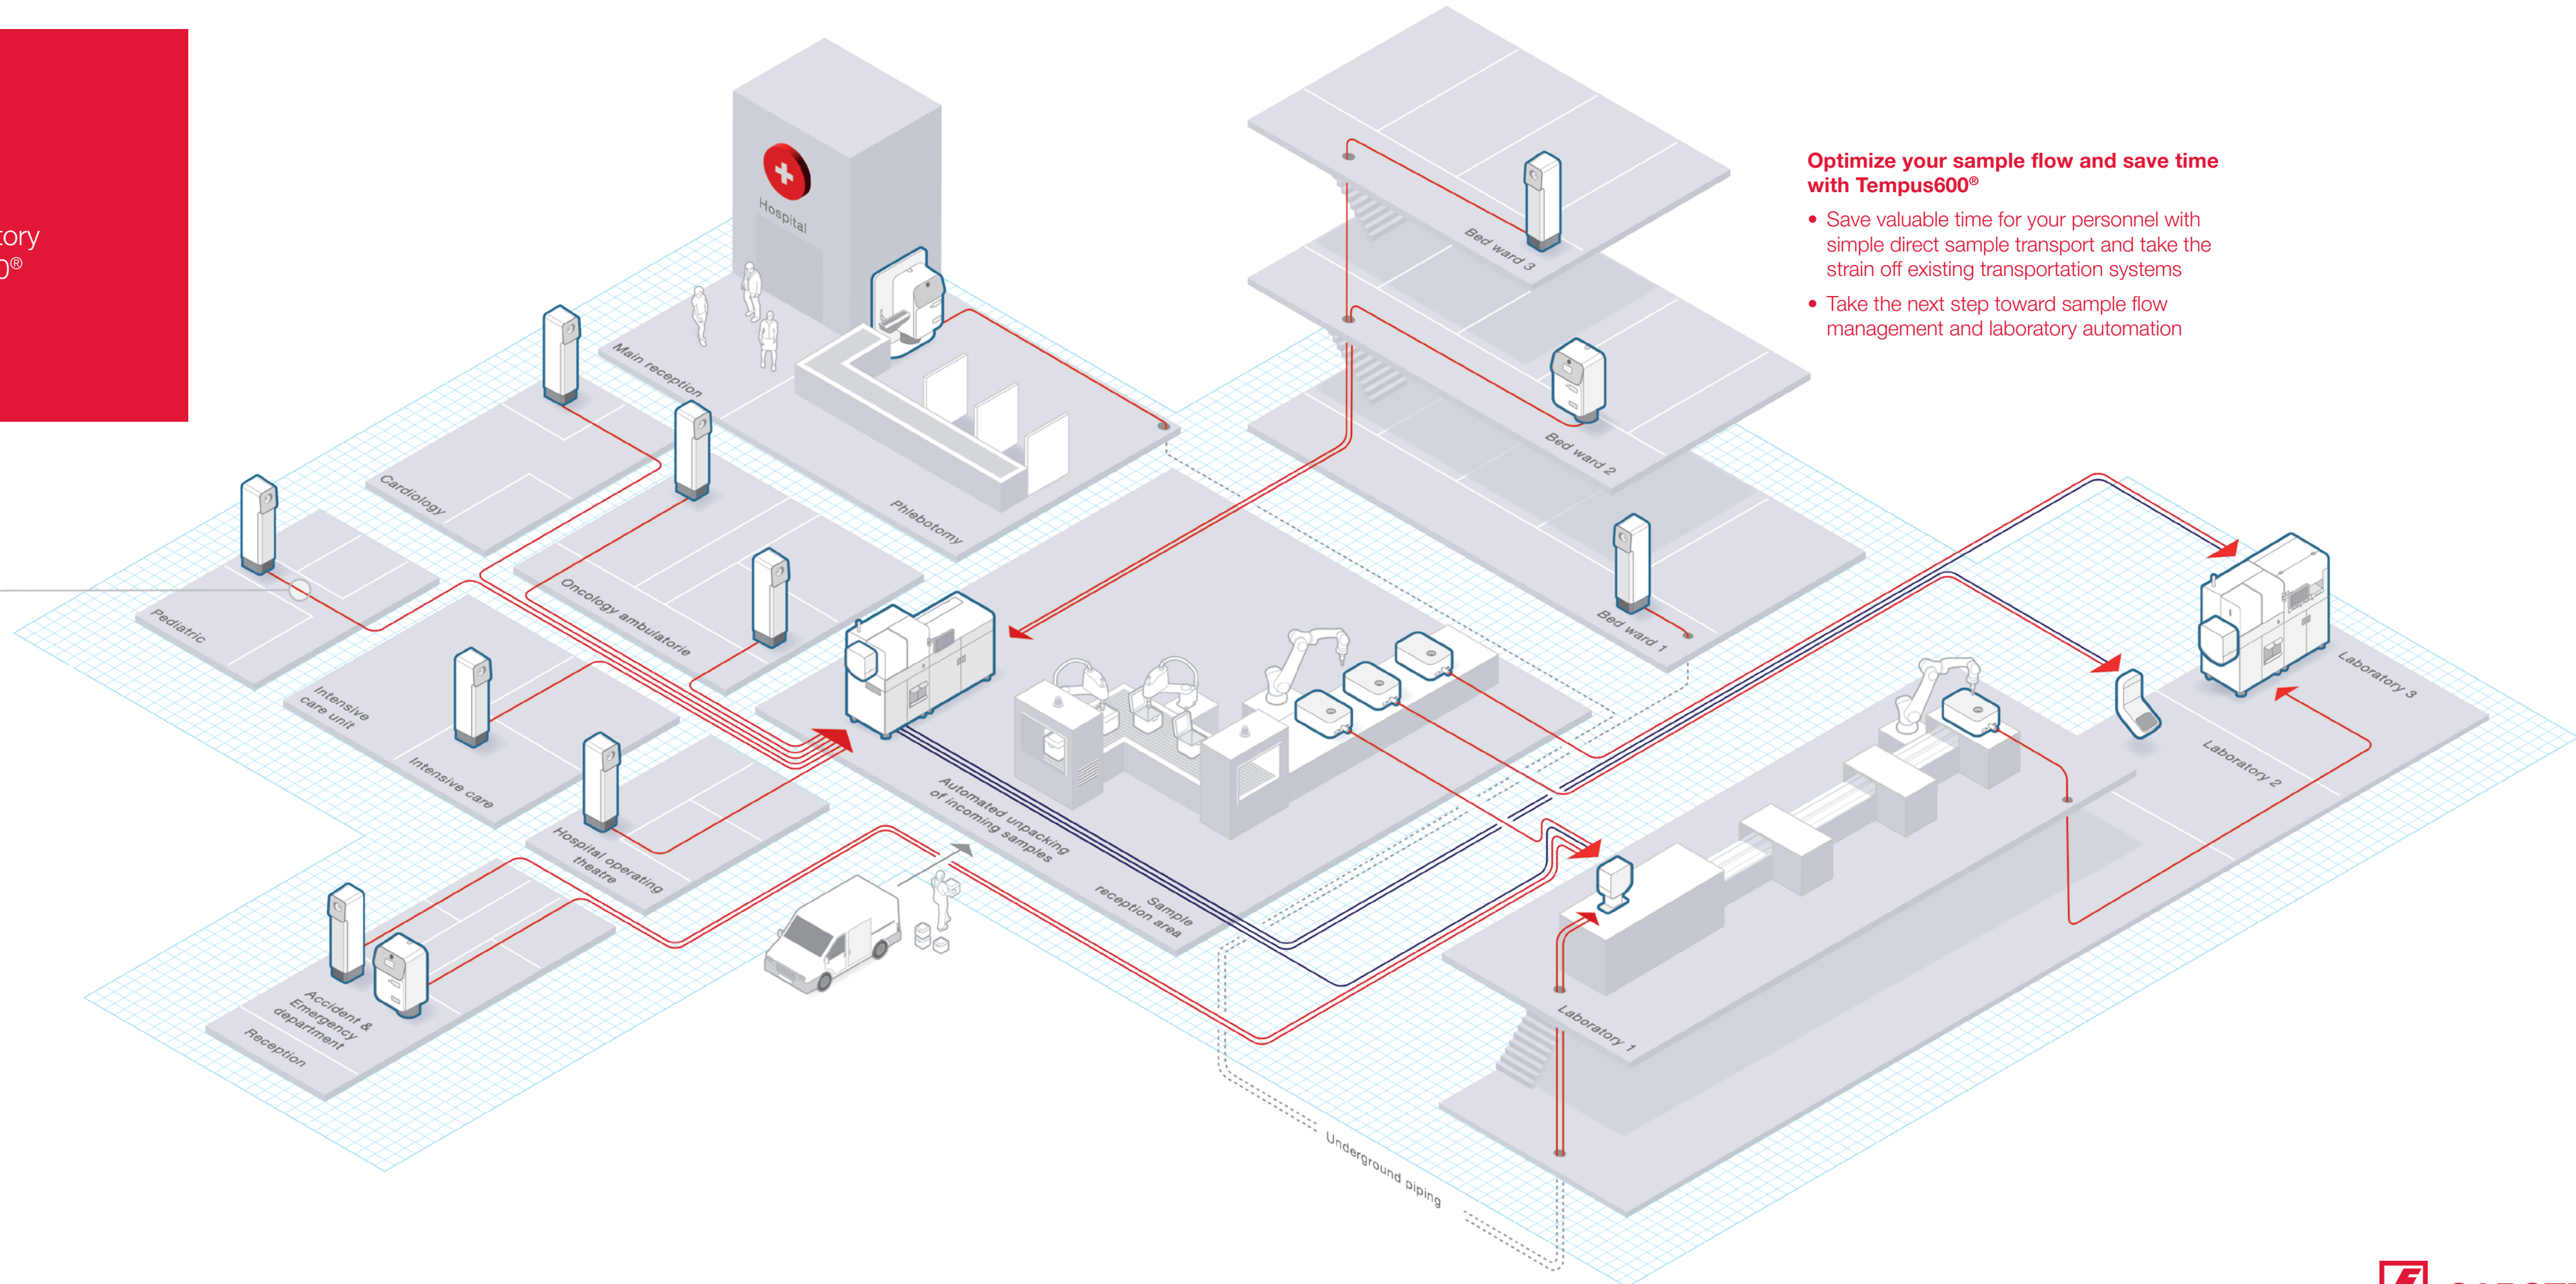 0®
Hospital
Main reception
Phlebotomy
Cardiology
Oncology ambulatorie
Pediatric
Intensive
care unit
Intensive care
Hospital operating
theatre
Accident &
Emergency
department
Reception
Automated unpacking
of incoming samples
Sample
reception area
Bed ward 3
Bed ward 2
Bed ward 1
Optimize your sample flow and save time
with Tempus600®
• Save valuable time for your personnel with
simple direct sample transport and take the
strain off existing transportation systems
• Take the next step toward sample flow
management and laboratory automation
Laboratory 3
Laboratory 2
Laboratory 1
Underground piping